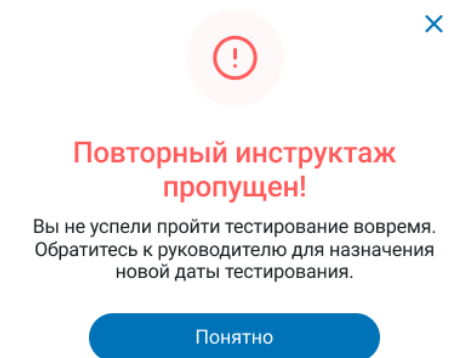 Повторный инструктаж
пропущен!
Вы не успели пройти тестирование вовремя.
Обратитесь к руководителю для назначения
новой даты тестирования.
Понятно